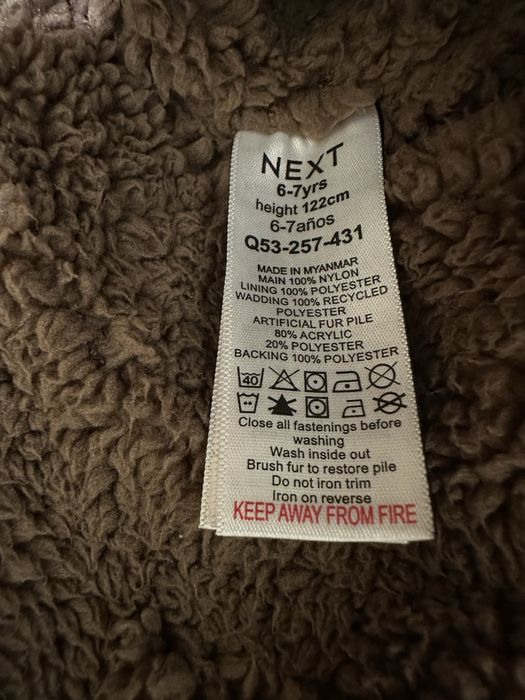 NEXT
6-7yrs
height 122cm
6-7años
Q53-257-431
MADE IN MYANMAR
MAIN 100% NYLON
LINING 100% POLYESTER
WADDING 100% RECYCLED
POLYESTER
ARTIFICIAL FUR PILE
80% ACRYLIC
20% POLYESTER
BACKING 100% POLYESTER
40
Close all fastenings before
washing
Wash inside out
Brush fur to restore pile
Do not iron trim
Iron on reverse
KEEP AWAY FROM FIRE